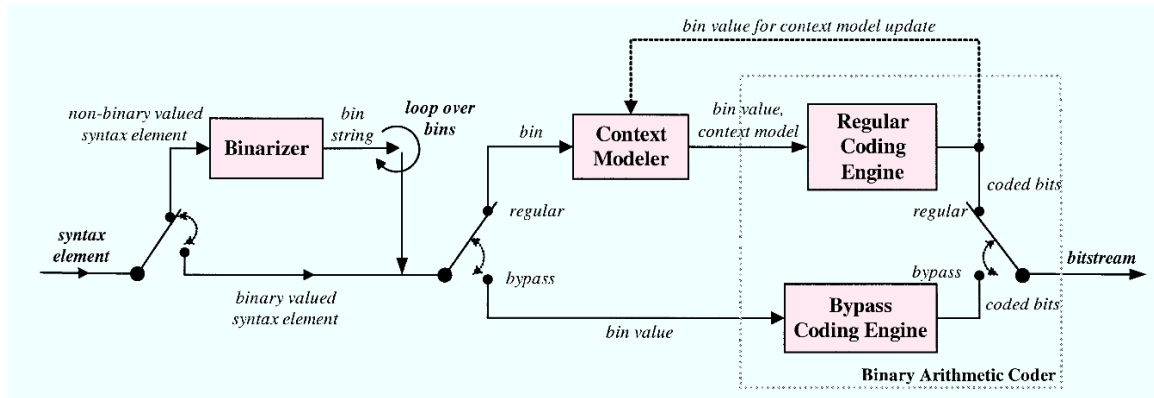 bin value for context model update
non-binary valued
syntax element
Binarizer
bin
string
loop over
bins
bin
Context
Modeler
bin value,
context model
Regular
Coding
Engine
coded bits
regular
regular
syntax
element
binary valued
syntax element
bypass
bin value
Bypass
Coding Engine
bypass
coded bits
bitstream
Binary Arithmetic Coder